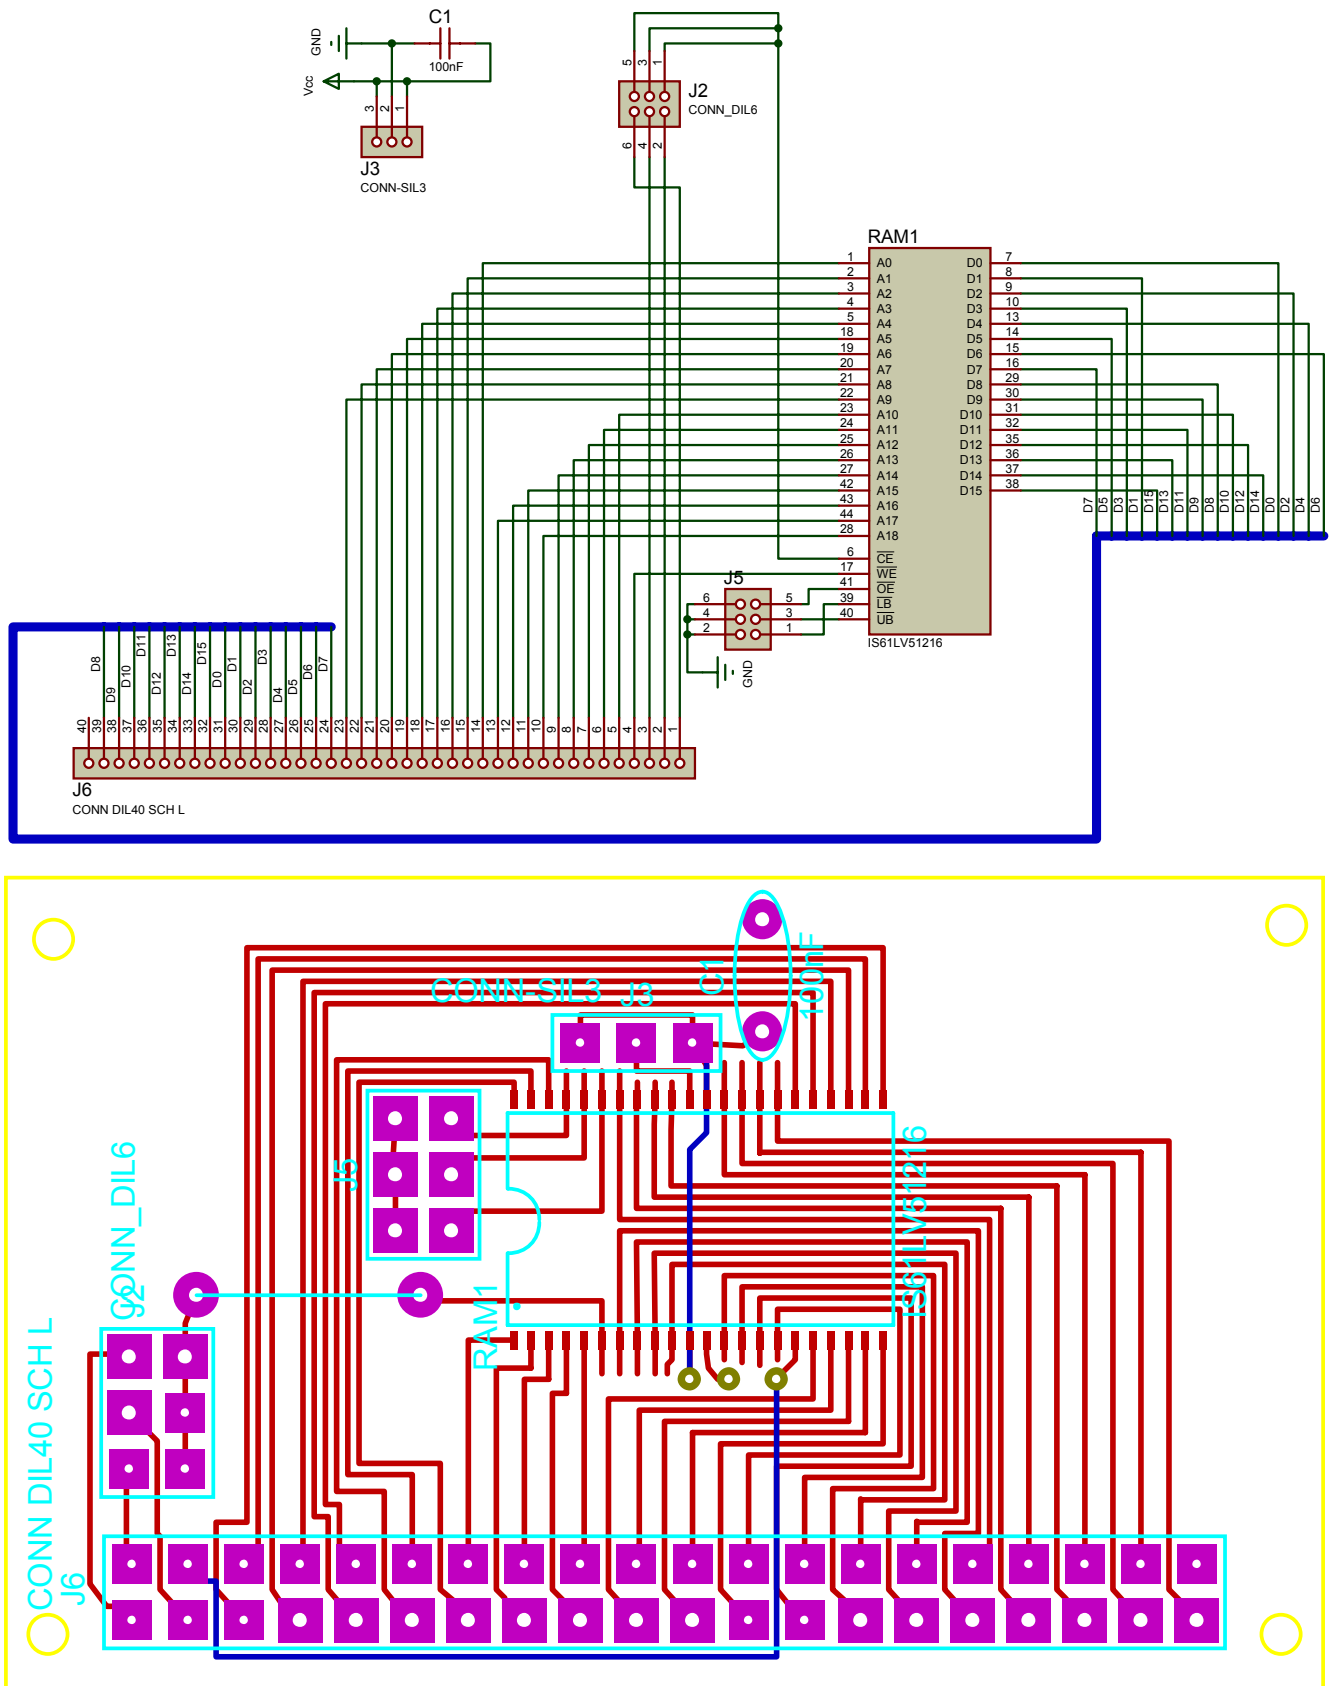 C1
GND
100nF
Vcc
3
2
1
J3
CONN-SIL3
5
3
1
J2
CONN_DIL6
6
4
2
RAM1
1
A0
D0
7
2
A1
D1
8
3
A2
D2
9
4
A3
D3
10
5
A4
D4
13
18
A5
D5
14
19
A6
D6
15
20
A7
D7
16
21
A8
D8
29
22
A9
D9
30
23
A10
D10
31
24
A11
D11
32
25
A12
D12
35
26
A13
D13
36
27
A14
D14
37
42
A15
D15
38
43
A16
44
A17
28
A18
6
CE
17
WE
41
OE
39
LB
40
UB
IS61LV51216
D7
D5
D3
D1
D15
D13
D11
D9
D8
D10
D12
D14
D0
D2
D4
D6
J5
6
5
4
3
2
1
GND
D8
D9
D10
D11
D12
D13
D14
D15
D0
D1
D2
D3
D4
D5
D6
D7
40
39
38
37
36
35
34
33
32
31
30
29
28
27
26
25
24
23
22
21
20
19
18
17
16
15
14
13
12
11
10
9
8
7
6
5
4
3
2
1
J6
CONN DIL40 SCH L
C1
100nF
CONN-SIL3
J3
J5
CONN_DIL6
J2
RAM1
IS61LV51216
CONN DIL40 SCH L
J6